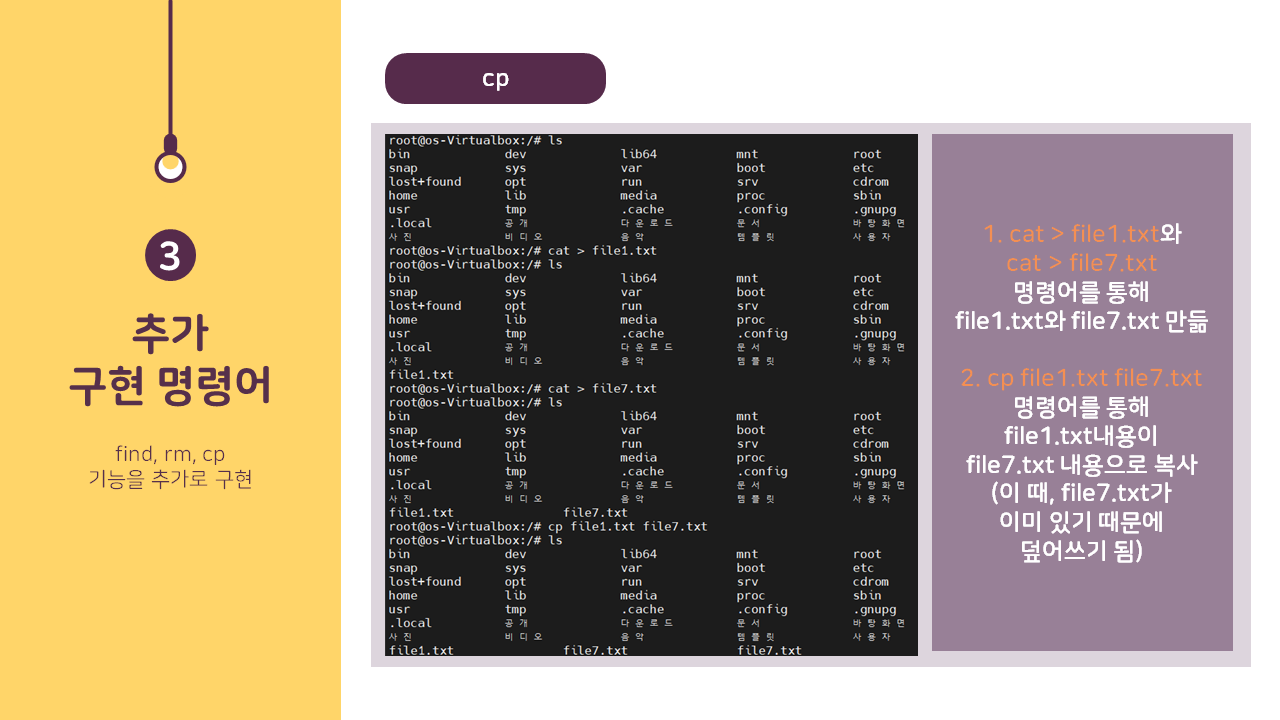 3
추가
구현 명령어
find, rm, cp
기능을 추가로 구현
cp
root@os-Virtualbox:/# ls
bin dev lib64 mnt root
snap sys var boot etc
lost+found opt run srv cdrom
home lib media proc sbin
usr tmp .cache .config .gnupg
.local 공개 다운로드 문서 바탕화면
사진 비디오 음악 템플릿 사용자
root@os-Virtualbox:/# cat > file1.txt
root@os-Virtualbox:/# ls
bin dev lib64 mnt root
snap sys var boot etc
lost+found opt run srv cdrom
home lib media proc sbin
usr tmp .cache .config .gnupg
.local 공개 다운로드 문서 바탕화면
사진 비디오 음악 템플릿 사용자
file1.txt
root@os-Virtualbox:/# cat > file7.txt
root@os-Virtualbox:/# ls
bin dev lib64 mnt root
snap sys var boot etc
lost+found opt run srv cdrom
home lib media proc sbin
usr tmp .cache .config .gnupg
.local 공개 다운로드 문서 바탕화면
사진 비디오 음악 템플릿 사용자
file1.txt file7.txt
root@os-Virtualbox:/# cp file1.txt file7.txt
root@os-Virtualbox:/# ls
bin dev lib64 mnt root
snap sys var boot etc
lost+found opt run srv cdrom
home lib media proc sbin
usr tmp .cache .config .gnupg
.local 공개 다운로드 문서 바탕화면
사진 비디오 음악 템플릿 사용자
file1.txt file7.txt file7.txt
1. cat > file1.txt와
cat > file7.txt
명령어를 통해
file1.txt와 file7.txt 만듦
2. cp file1.txt file7.txt
명령어를 통해
file1.txt내용이
file7.txt 내용으로 복사
(이 때, file7.txt가
이미 있기 때문에
덮어쓰기 됨)